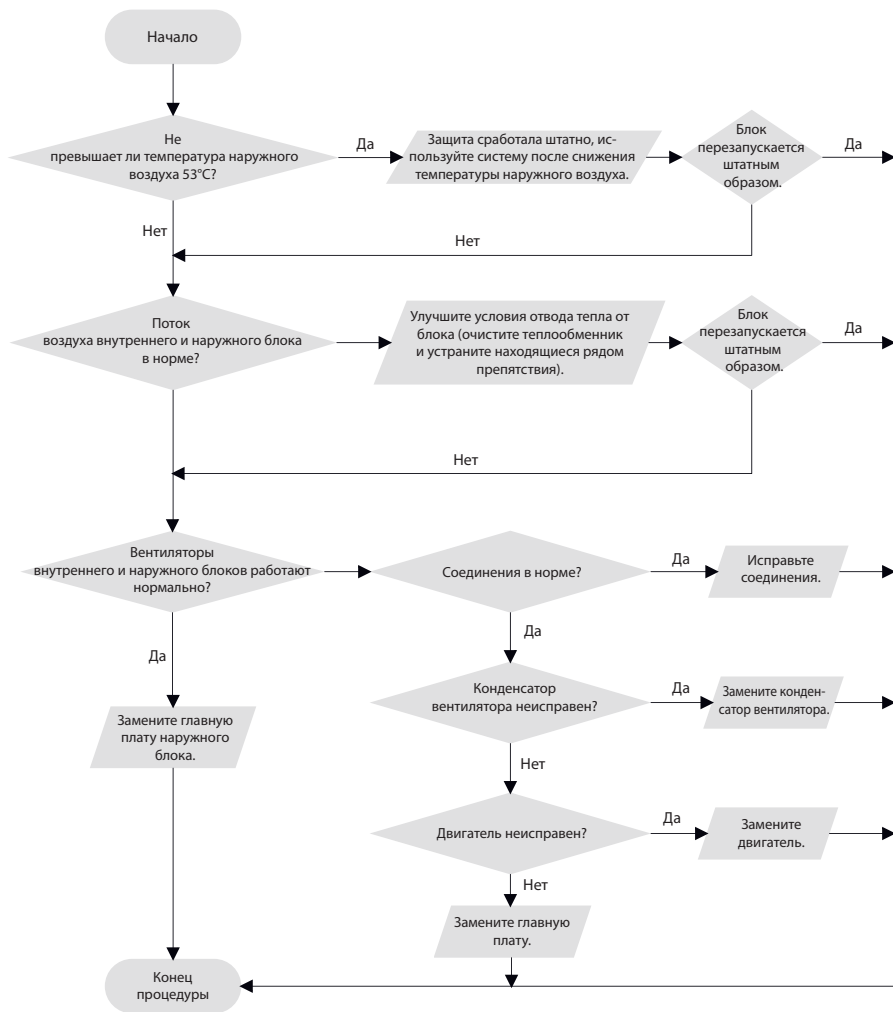 Начало
Не
превышает ли температура наружного
воздуха 53°C?
Да
Защита сработала штатно, ис-
пользуйте систему после снижения
температуры наружного воздуха.
Блок
перезапускается
штатным
образом.
Да
Нет
Нет
Поток
воздуха внутреннего и наружного блока
в норме?
Улучшите условия отвода тепла от
блока (очистите теплообменник
и устраните находящиеся рядом
препятствия).
Блок
перезапускается
штатным
образом.
Да
Нет
Вентиляторы
внутреннего и наружного блоков работают
нормально?
Соединения в норме?
Да
Исправьте
соединения.
Да
Да
Замените главную
плату наружного
блока.
Конденсатор
вентилятора неисправен?
Да
Замените конден-
сатор вентилятора.
Нет
Двигатель неисправен?
Да
Замените
двигатель.
Нет
Замените главную
плату.
Конец
процедуры